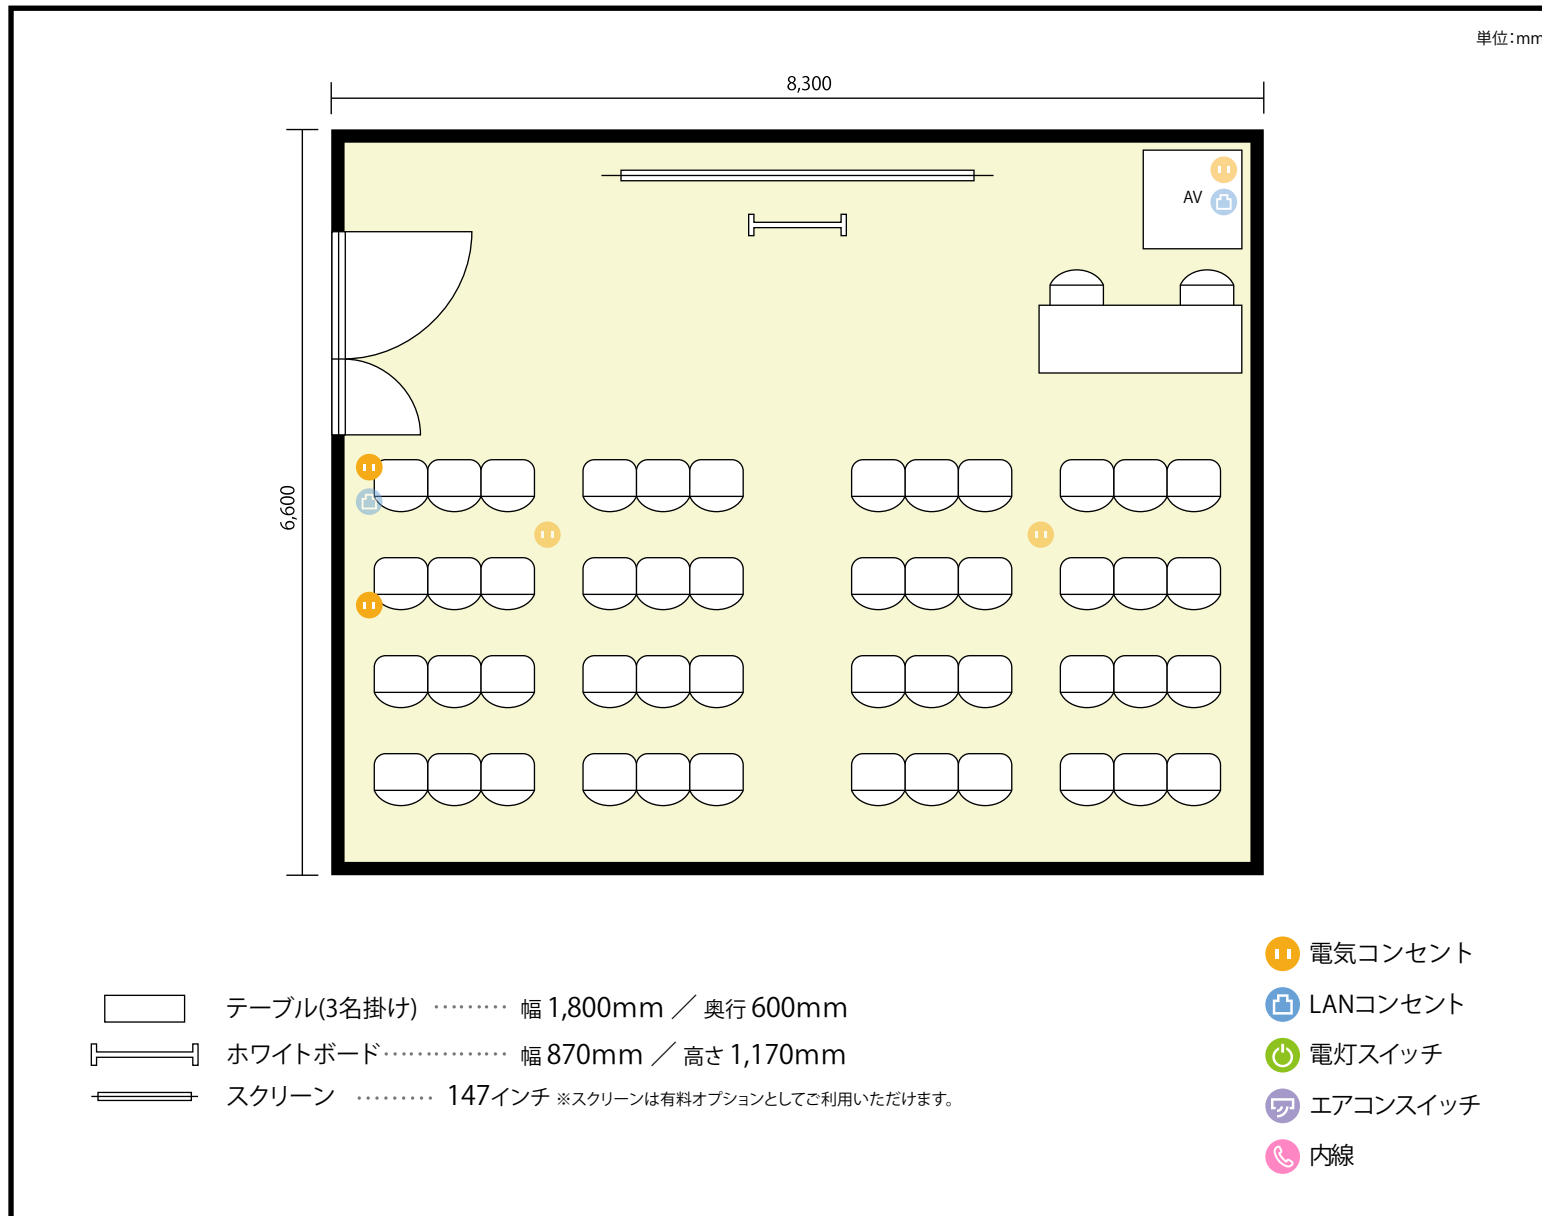 単位：mm
8,300
AV
6,600
テーブル(3名掛け) ……… 幅 1,800mm ／ 奥行 600mm
ホワイトボード…………… 幅 870mm ／ 高さ 1,170mm
スクリーン ……… 147インチ ※スクリーンは有料オプションとしてご利用いただけます。
電気コンセント
LANコンセント
電灯スイッチ
エアコンスイッチ
内線